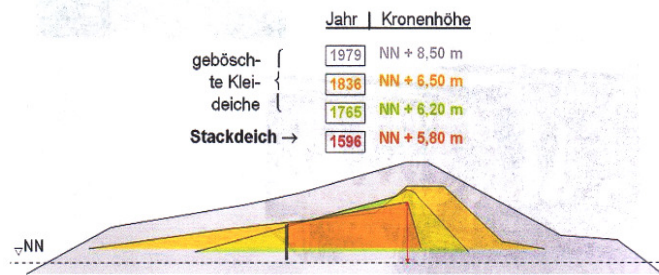 Jahr | Kronenhöhe
gebösch-
te Klei-
deiche
1979 NN + 8,50 m
1836 NN + 6,50 m
1765 NN + 6,20 m
Stackdeich → 1596 NN + 5,80 m
▽NN